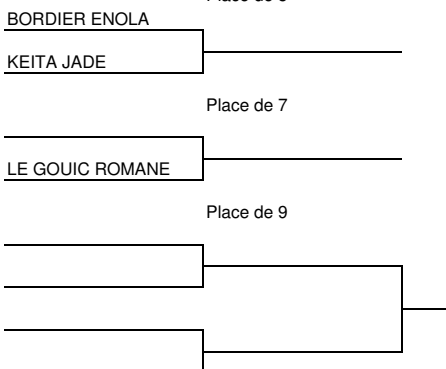 BORDIER ENOLA
KEITA JADE
Place de 7
LE GOUIC ROMANE
Place de 9